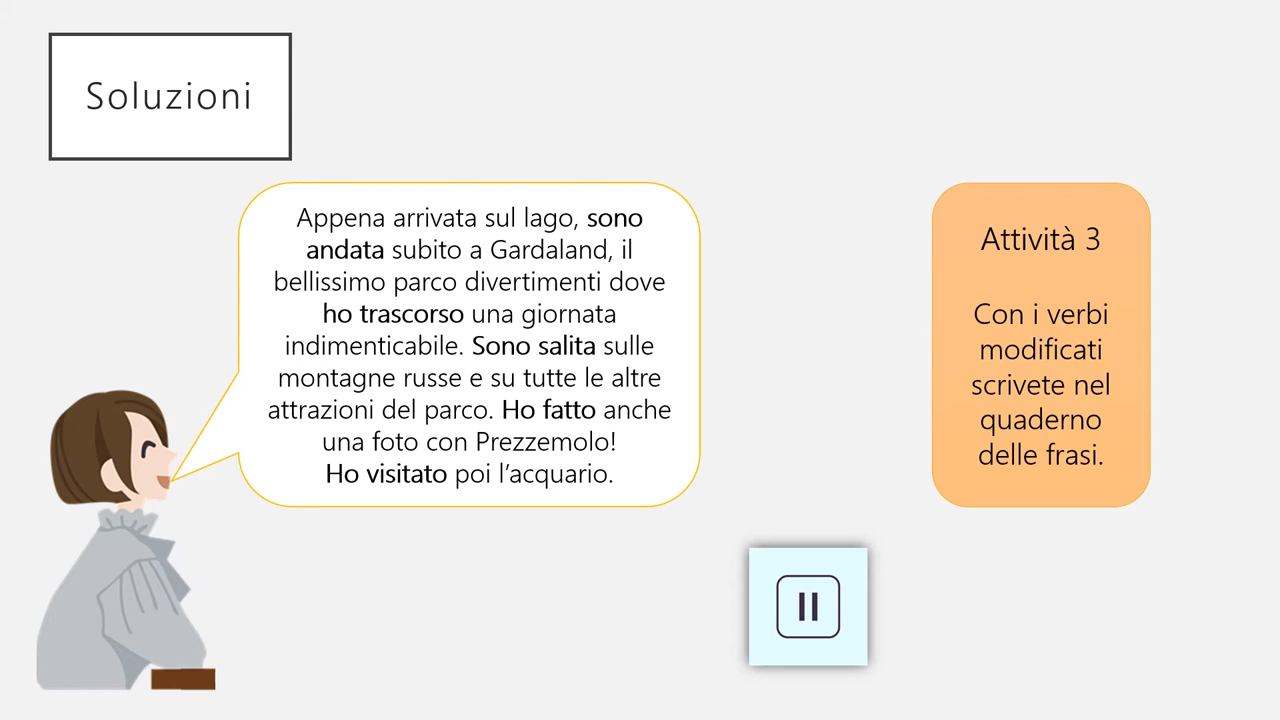 Soluzioni
Appena arrivata sul lago, sono
andata subito a Gardaland, il
bellissimo parco divertimenti dove
ho trascorso una giornata
indimenticabile. Sono salita sulle
montagne russe e su tutte le altre
attrazioni del parco. Ho fatto anche
una foto con Prezzemolo!
Ho visitato poi l’acquario.
Attività 3
Con i verbi
modificati
scrivete nel
quaderno
delle frasi.